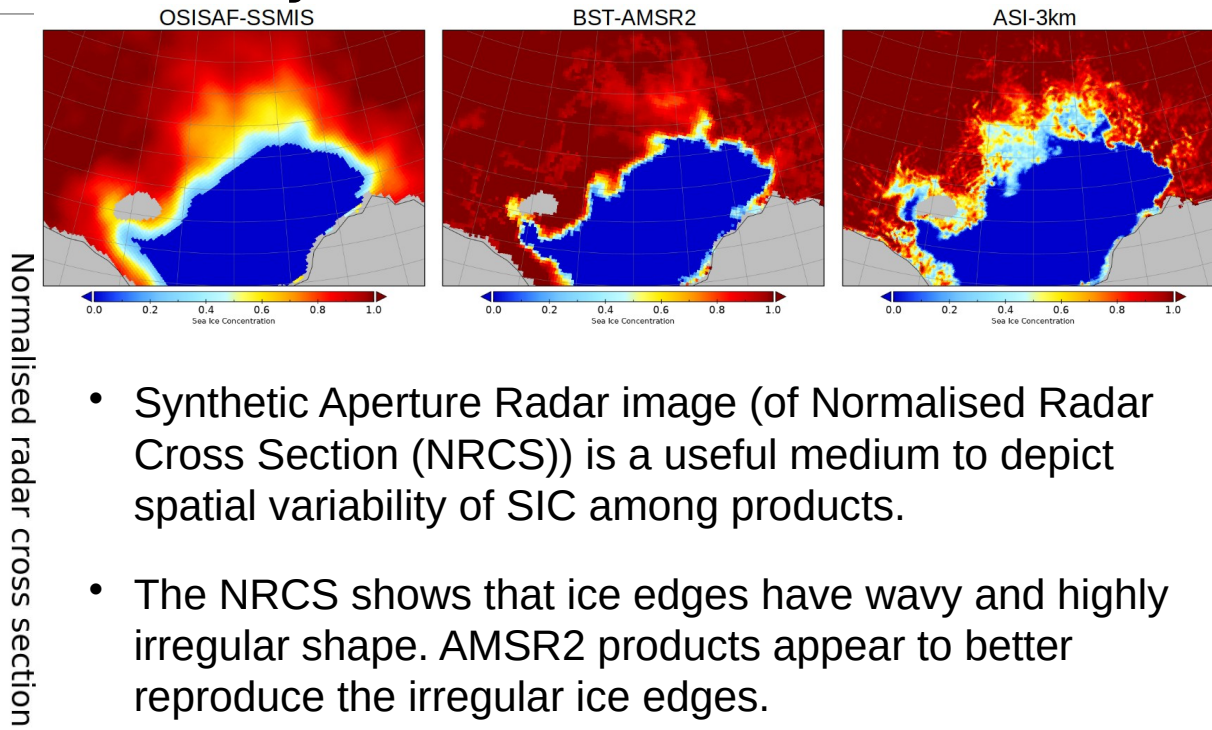 OSISAF-SSMIS
BST-AMSR2
ASI-3km
0.0 0.2 0.4 0.6 0.8 1.0
Sea Ice Concentration
0.0 0.2 0.4 0.6 0.8 1.0
Sea Ice Concentration
0.0 0.2 0.4 0.6 0.8 1.0
Sea Ice Concentration
Normalised radar cross section
• Synthetic Aperture Radar image (of Normalised Radar
Cross Section (NRCS)) is a useful medium to depict
spatial variability of SIC among products.
• The NRCS shows that ice edges have wavy and highly
irregular shape. AMSR2 products appear to better
reproduce the irregular ice edges.